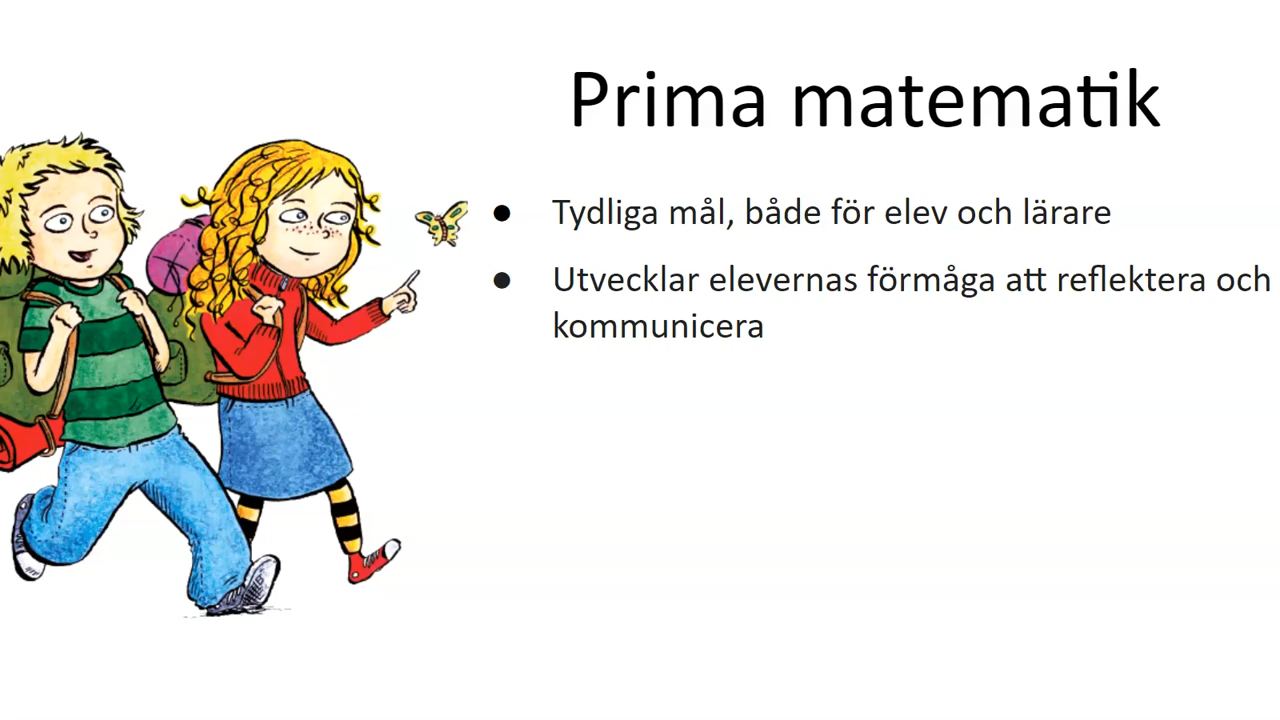 Prima matematik
● Tydliga mål, både för elev och lärare
● Utvecklar elevernas förmåga att reflektera och
kommunicera